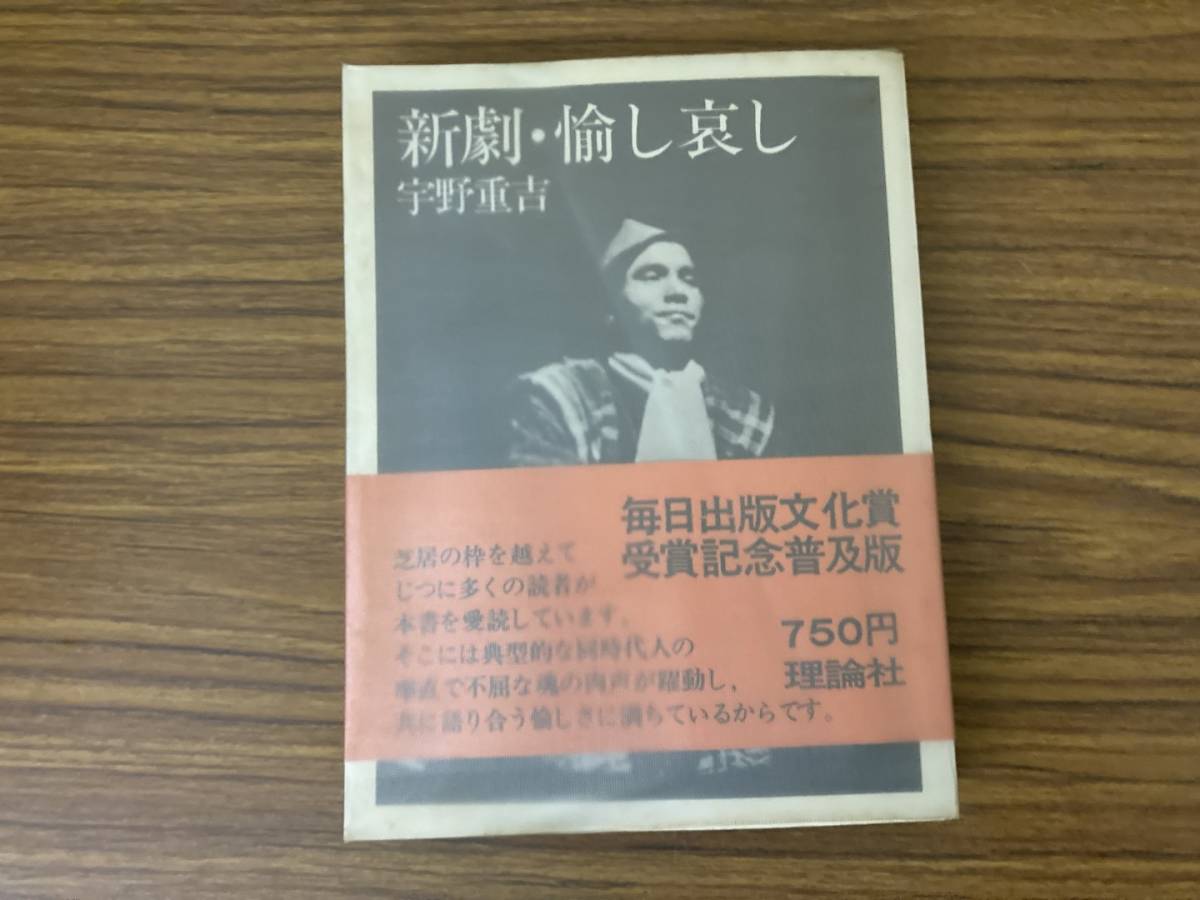 新劇・愉し哀し
宇野重吉
毎日出版文化賞
受賞記念普及版
芝居の枠を越えて
じつに多くの読者が
本書を愛読しています。
そこには典型的な同時代人の
率直で不屈な魂の肉声が躍動し，
共に語り合う愉しさに満ちているからです。
750円
理論社